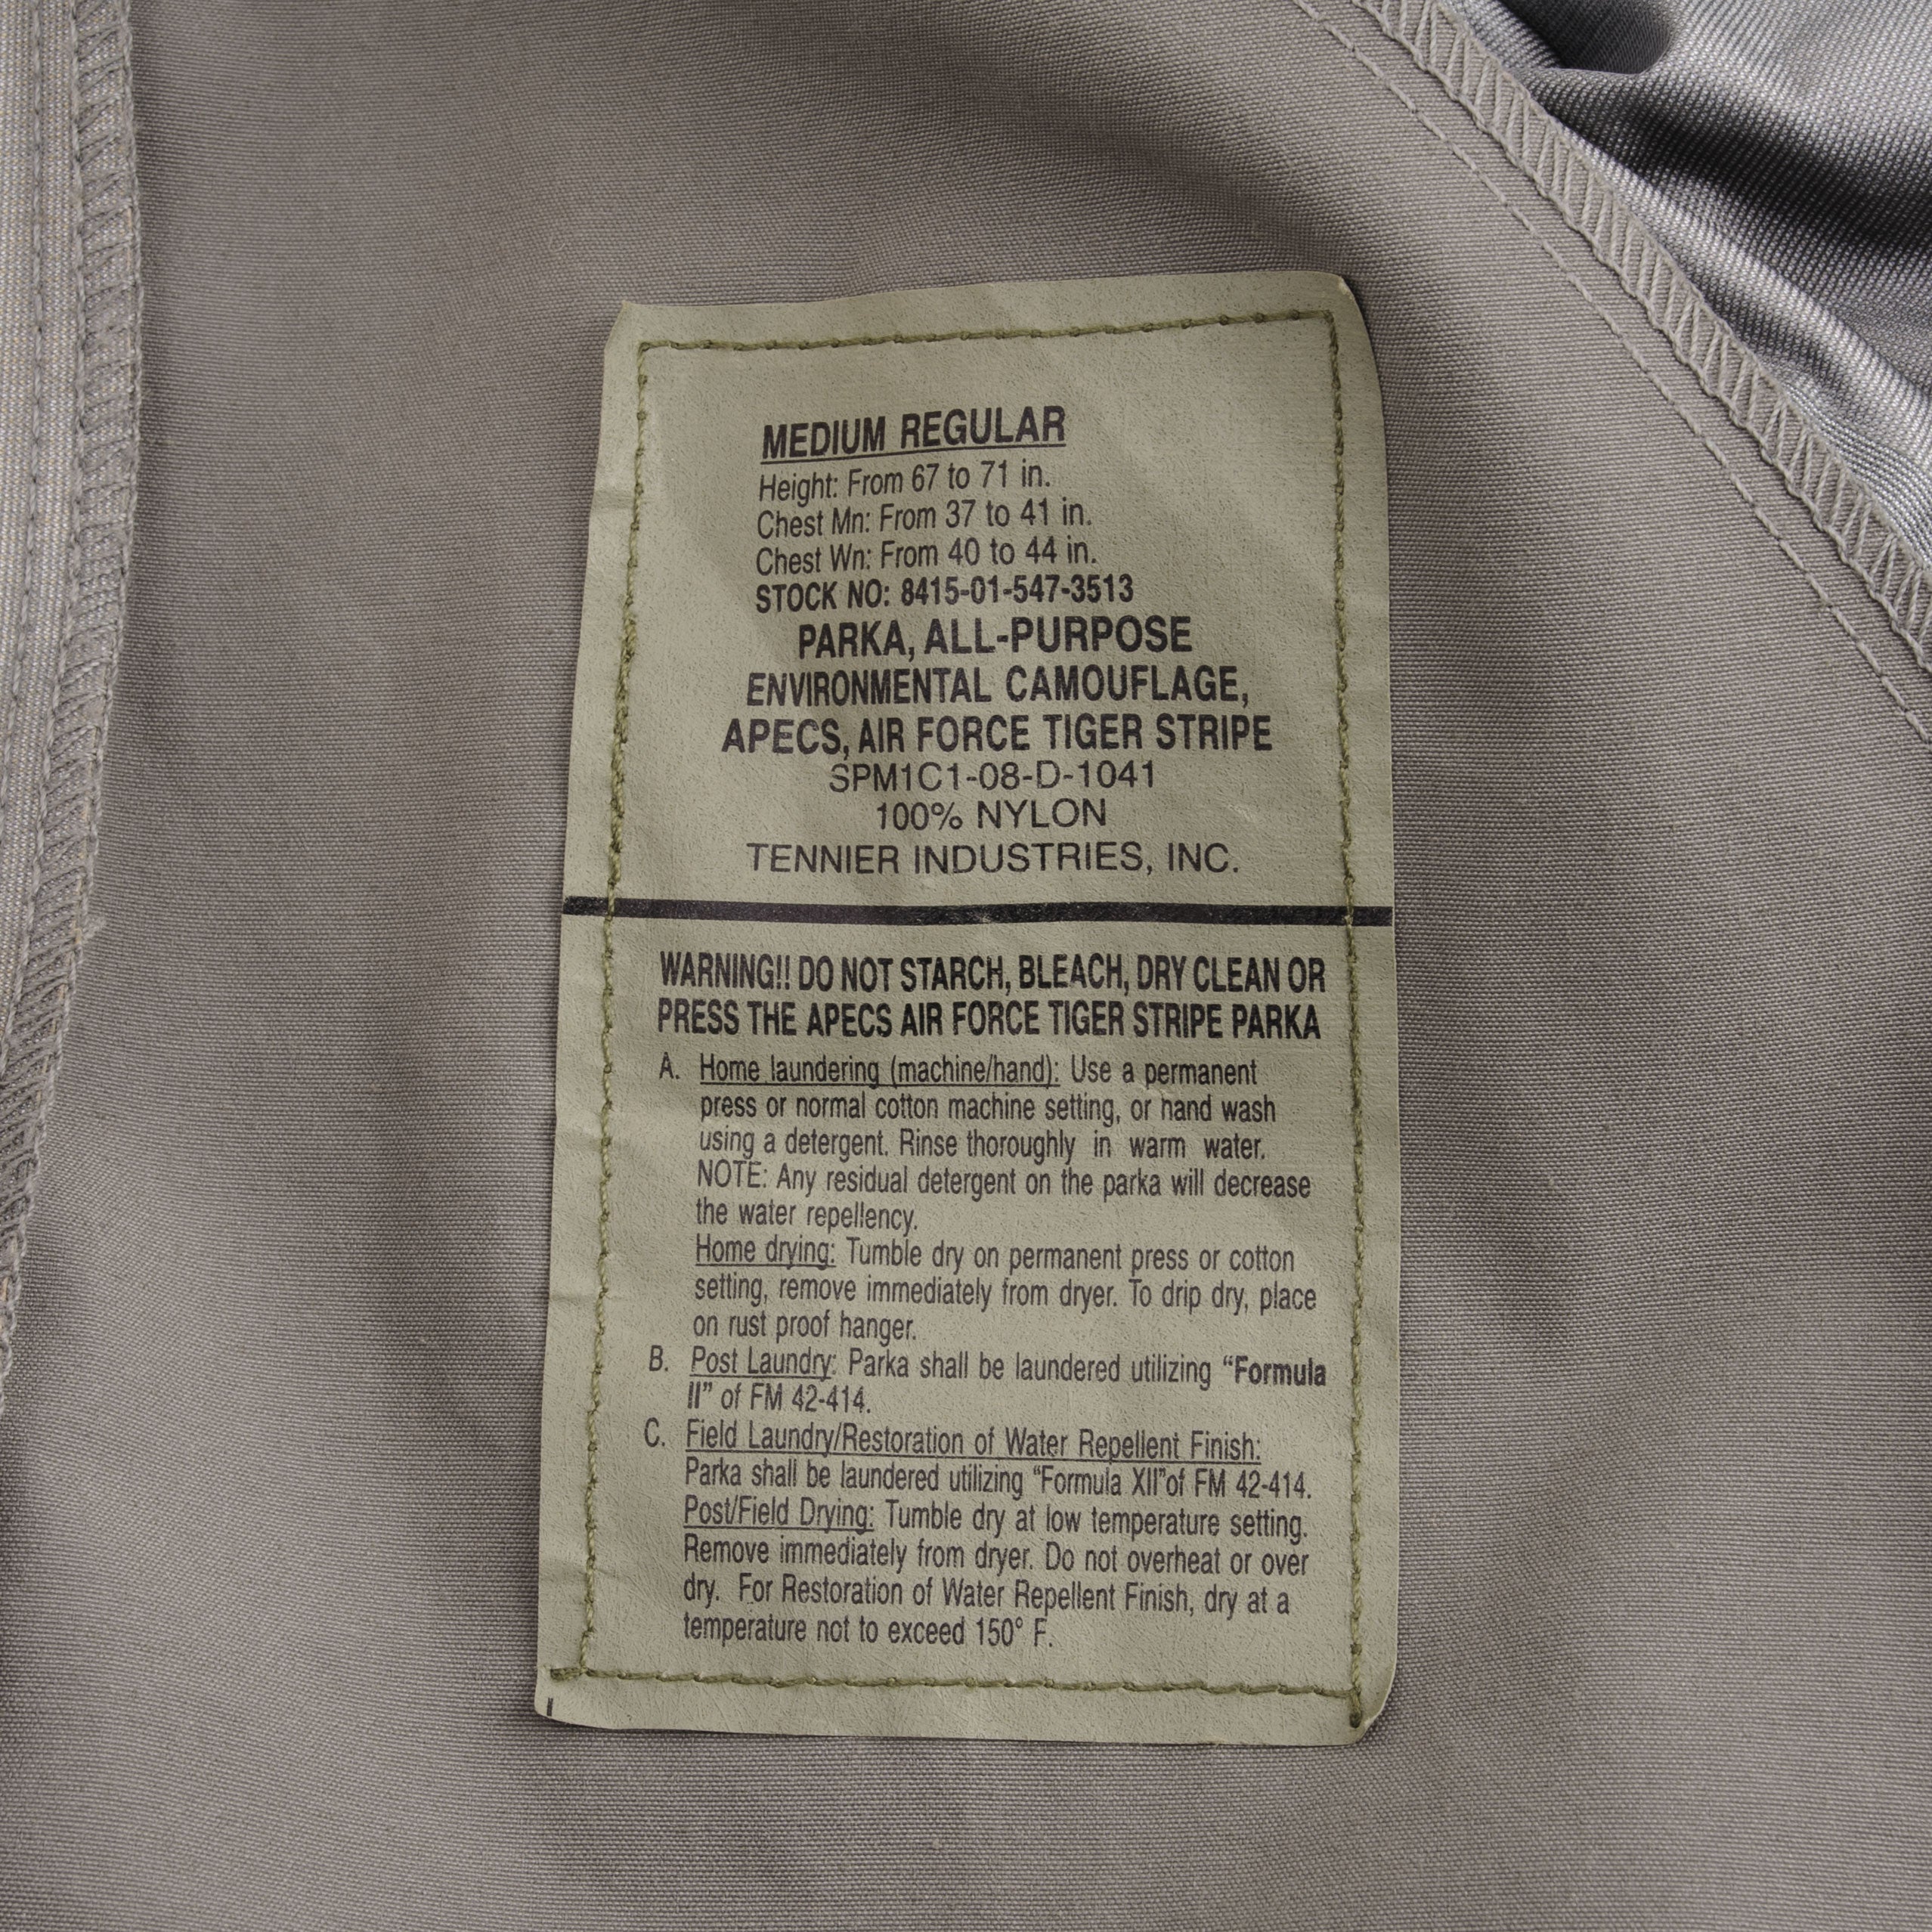 MEDIUM REGULAR
Height: From 67 to 71 in.
Chest Mn: From 37 to 41 in.
Chest Wn: From 40 to 44 in.
STOCK NO: 8415-01-547-3513
PARKA, ALL-PURPOSE
ENVIRONMENTAL CAMOUFLAGE,
APECS, AIR FORCE TIGER STRIPE
SPM1C1-08-D-1041
100% NYLON
TENNIER INDUSTRIES, INC.
WARNING!! DO NOT STARCH, BLEACH, DRY CLEAN OR
PRESS THE APECS AIR FORCE TIGER STRIPE PARKA
A. Home laundering (machine/hand): Use a permanent
press or normal cotton machine setting, or hand wash
using a detergent. Rinse thoroughly in warm water.
NOTE: Any residual detergent on the parka will decrease
the water repellency.
Home drying: Tumble dry on permanent press or cotton
setting, remove immediately from dryer. To drip dry, place
on rust proof hanger.
B. Post Laundry: Parka shall be laundered utilizing “Formula
II” of FM 42-414.
C. Field Laundry/Restoration of Water Repellent Finish:
Parka shall be laundered utilizing “Formula XII”of FM 42-414.
Post/Field Drying: Tumble dry at low temperature setting.
Remove immediately from dryer. Do not overheat or over
dry. For Restoration of Water Repellent Finish, dry at a
temperature not to exceed 150° F.